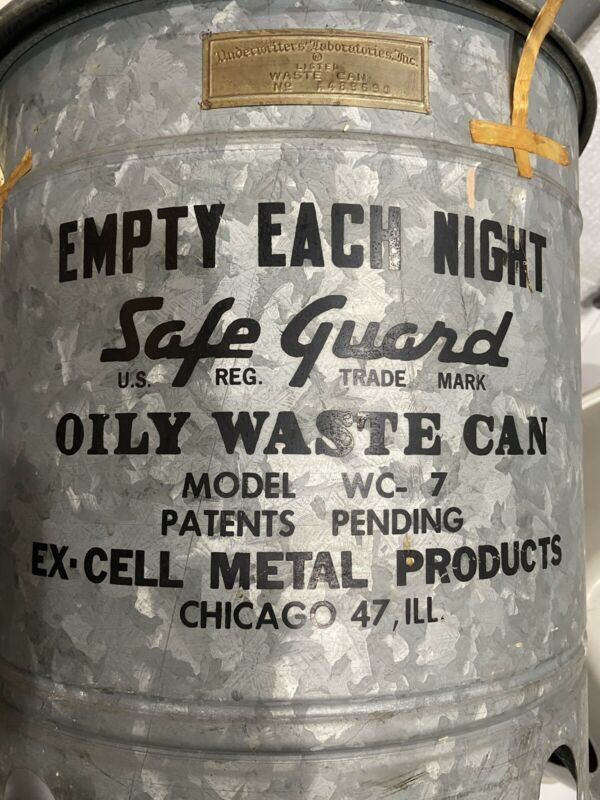 Underwriters' Laboratories, Inc.
LISTED
WASTE CAN
No
EMPTY EACH NIGHT
Safe Guard
U.S. REG. TRADE MARK
OILY WASTE CAN
MODEL WC- 7
PATENTS PENDING
EX-CELL METAL PRODUCTS
CHICAGO 47, ILL.